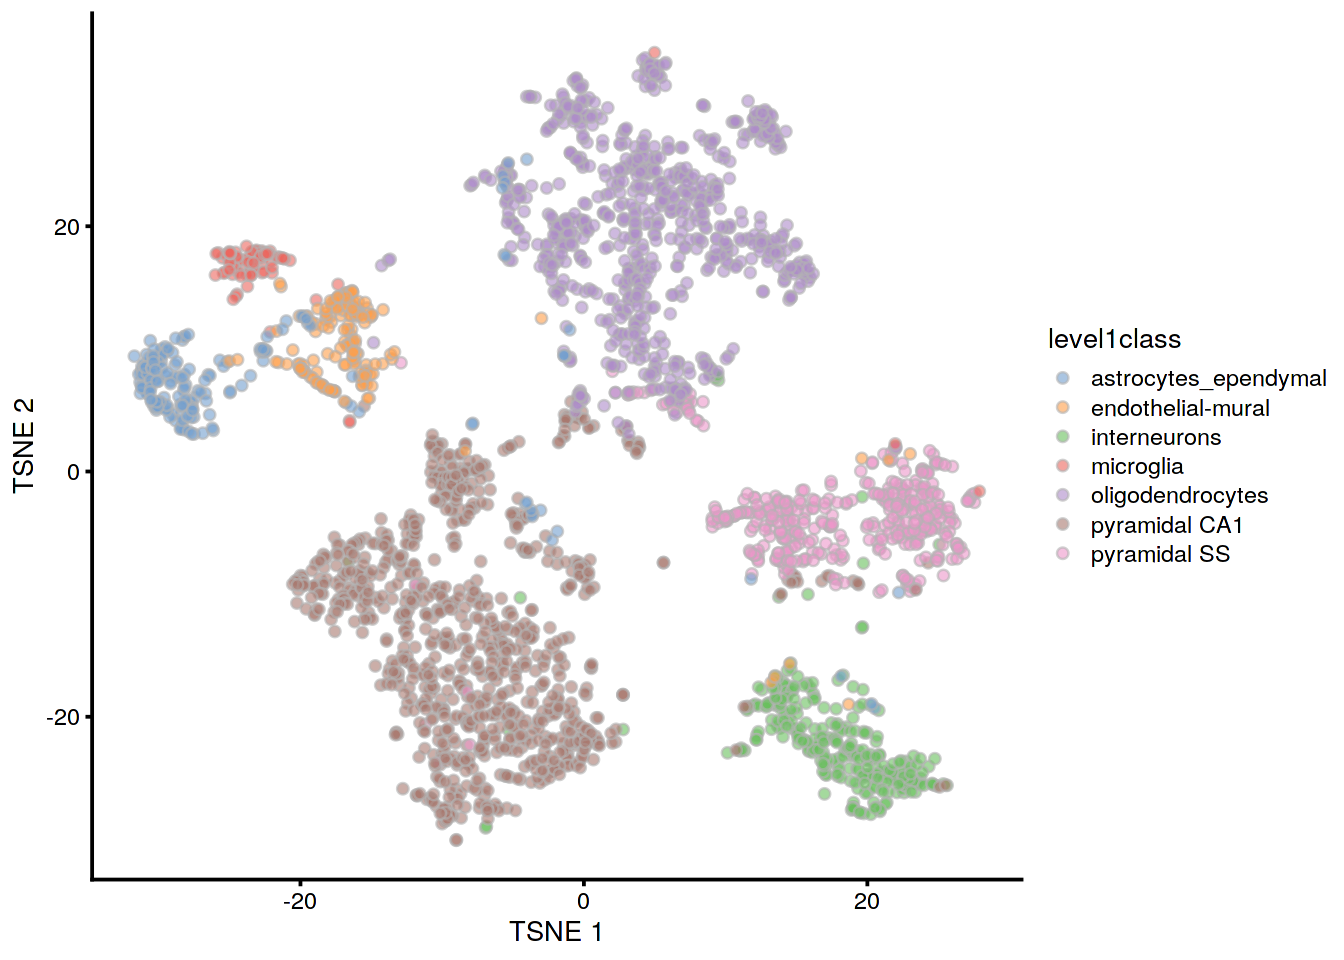 20
0
-20
TSNE 2
-20
0
20
TSNE 1
level1class
astrocytes_ependymal
endothelial-mural
interneurons
microglia
oligodendrocytes
pyramidal CA1
pyramidal SS